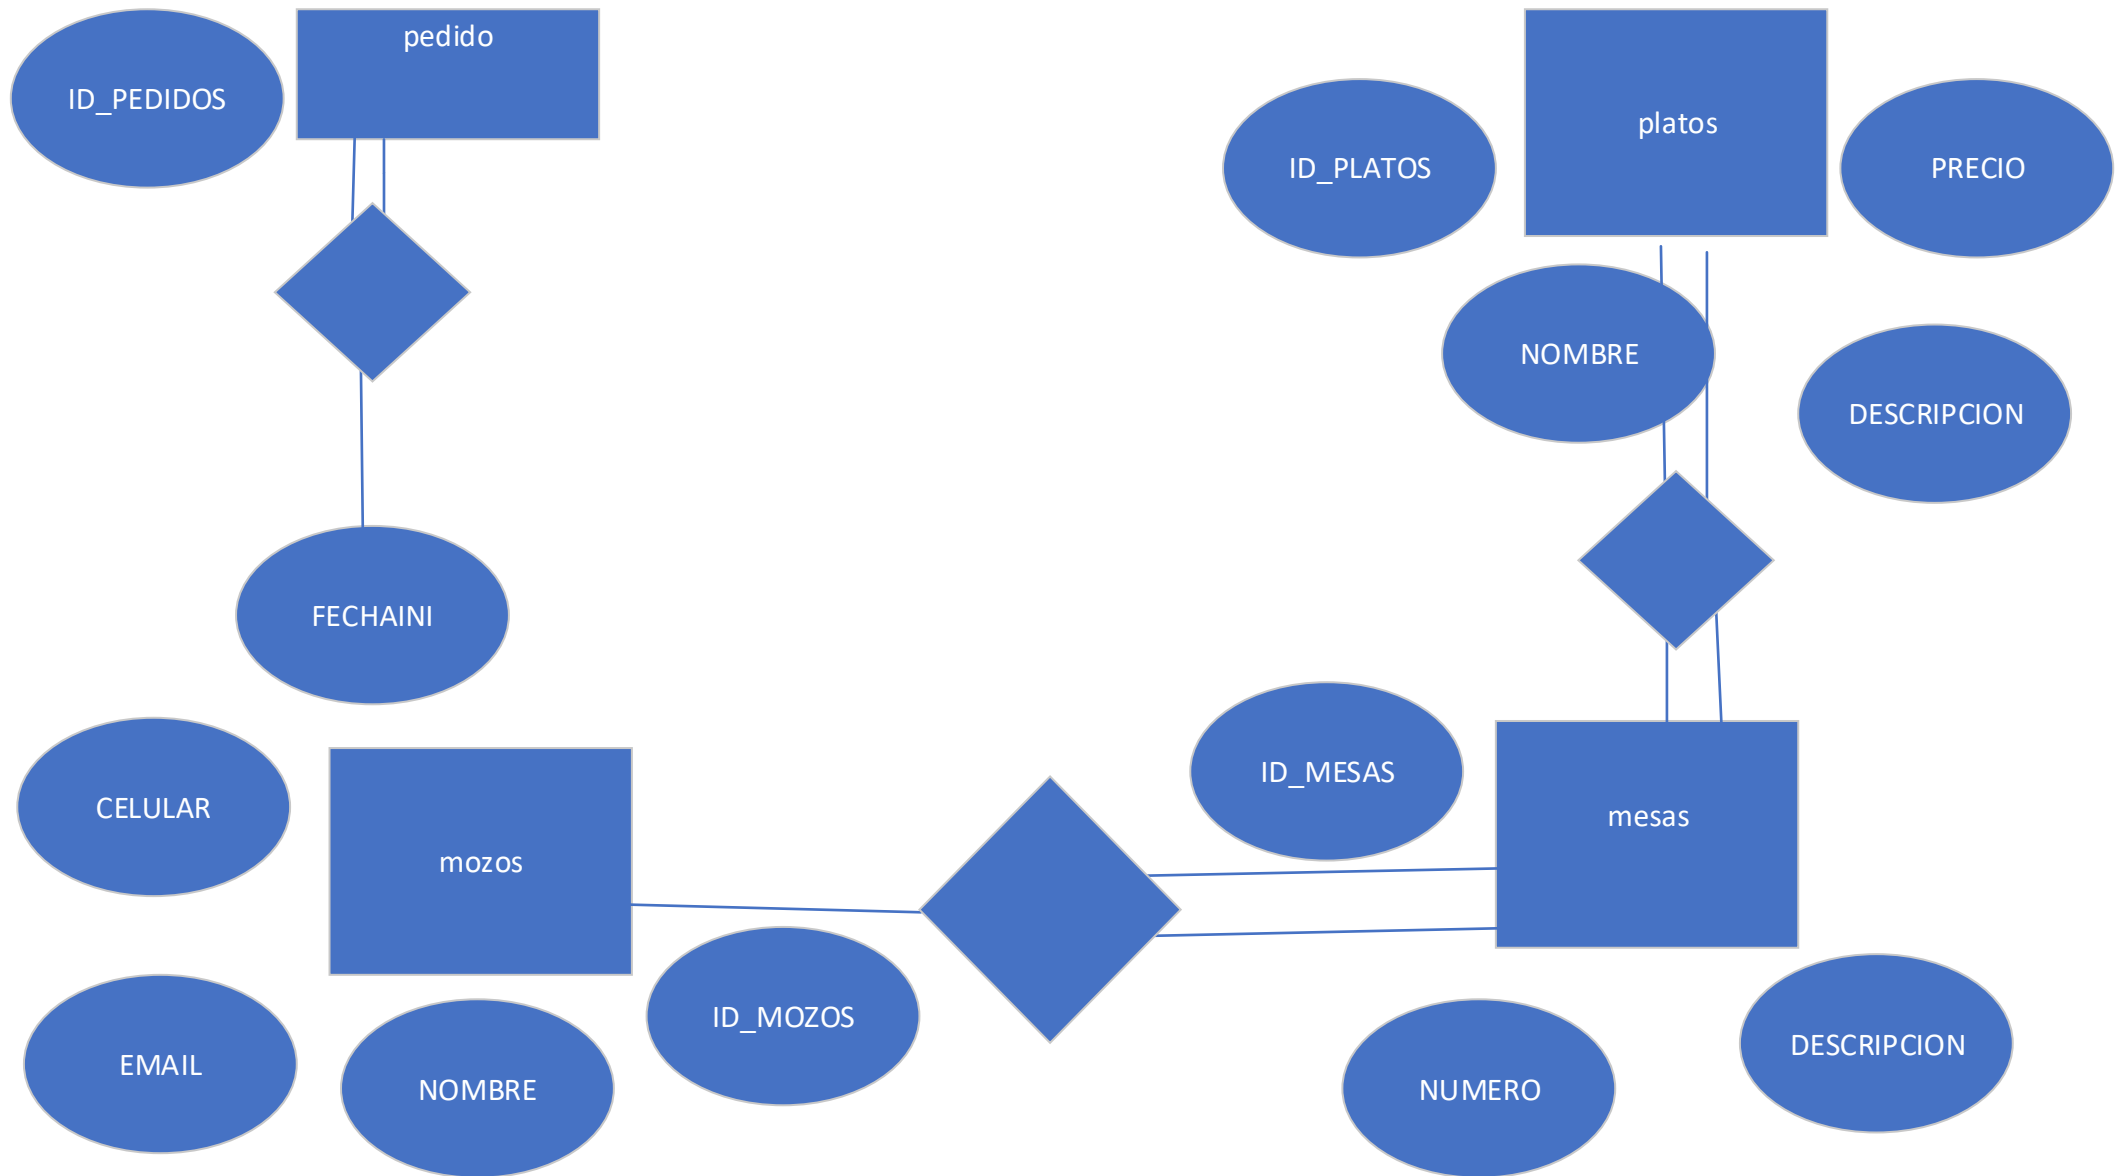 pedido
ID_PEDIDOS
platos
ID_PLATOS
PRECIO
NOMBRE
DESCRIPCION
FECHAINI
ID_MESAS
CELULAR
mesas
mozos
ID_MOZOS
DESCRIPCION
EMAIL
NOMBRE
NUMERO